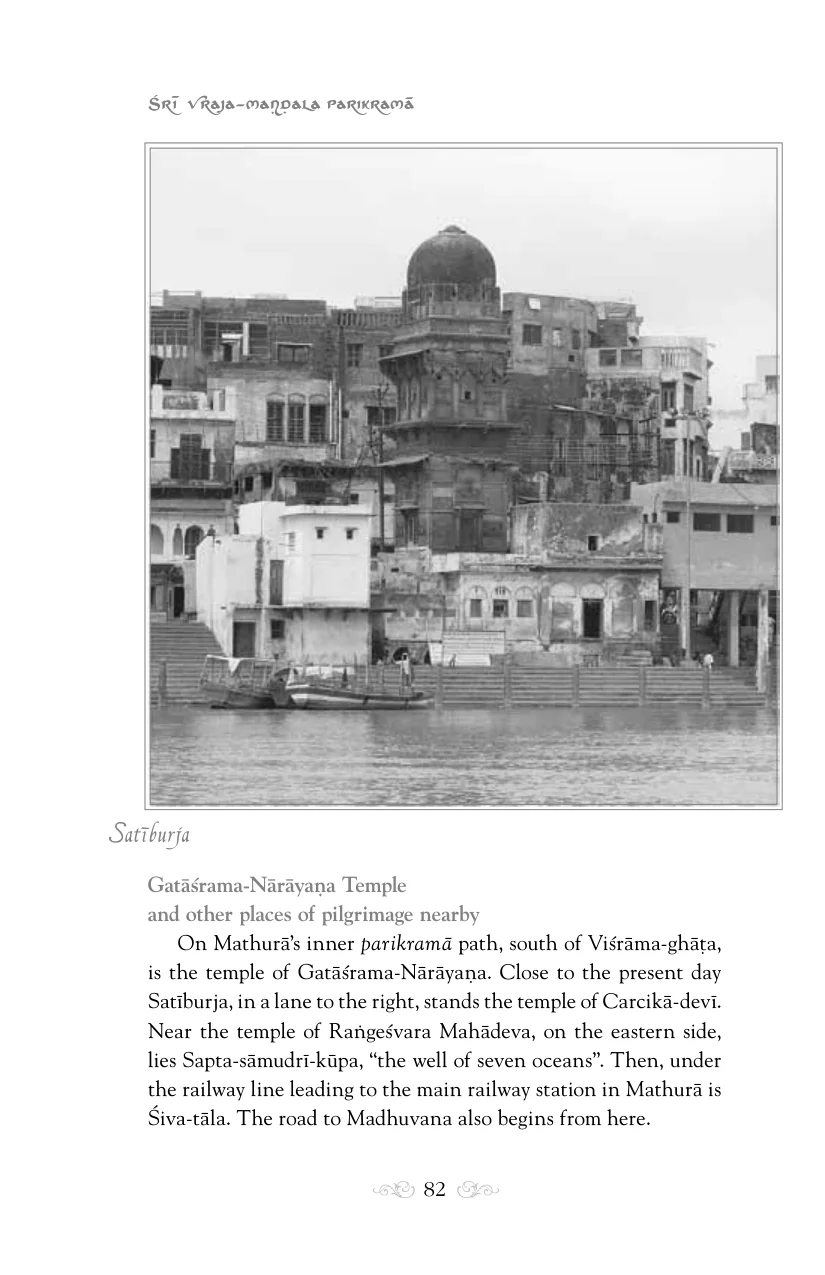 Śrī Vraja-maṇḍala Parikramā
Satīburja
Gatāśrama-Nārāyaṇa Temple
and other places of pilgrimage nearby
On Mathurā’s inner parikramā path, south of Viśrāma-ghāṭa,
is the temple of Gatāśrama-Nārāyaṇa. Close to the present day
Satīburja, in a lane to the right, stands the temple of Carcikā-devī.
Near the temple of Raṅgeśvara Mahādeva, on the eastern side,
lies Sapta-sāmudrī-kūpa, “the well of seven oceans”. Then, under
the railway line leading to the main railway station in Mathurā is
Śiva-tāla. The road to Madhuvana also begins from here.
82